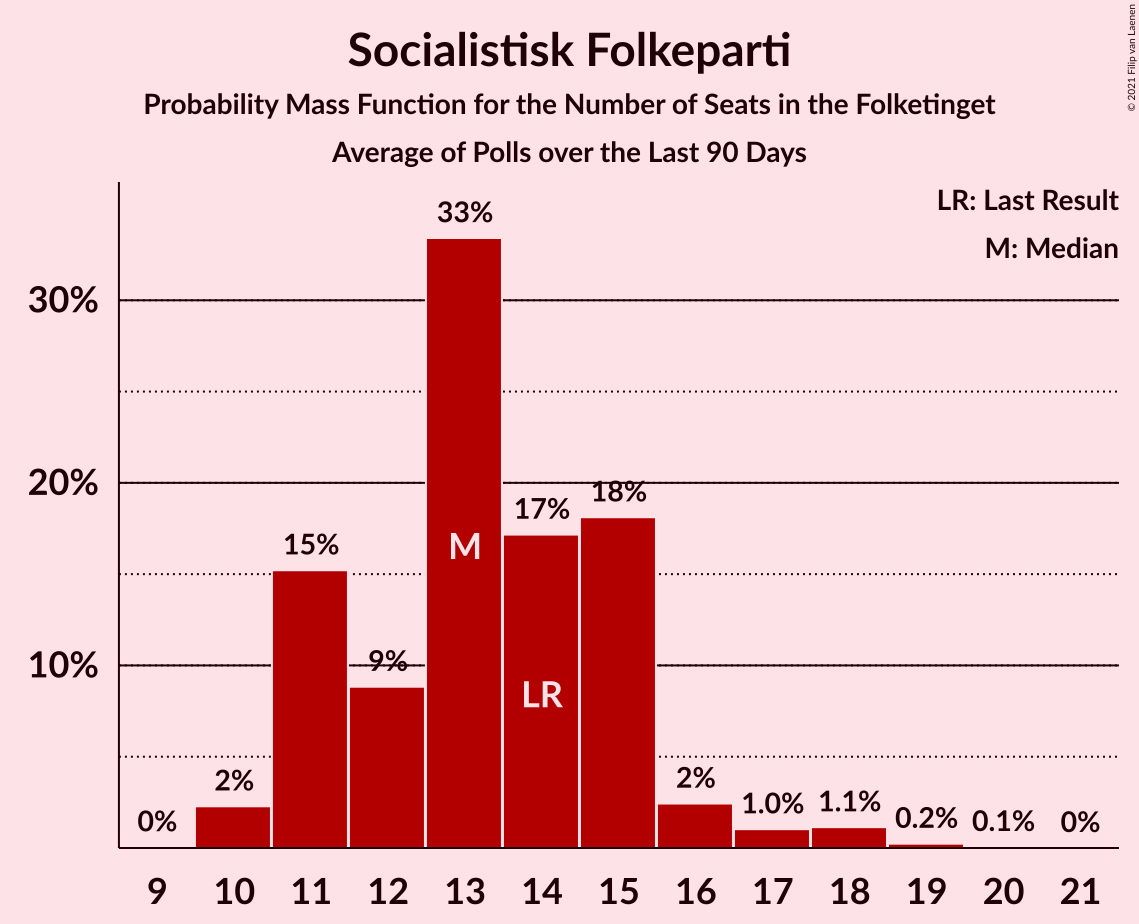 Socialistisk Folkeparti
Probability Mass Function for the Number of Seats in the Folketinget
Average of Polls over the Last 90 Days
© 2021 Filip van Laenen
LR: Last Result
M: Median
33%
30%
20%
18%
17%
15%
M
10%
9%
LR
2%
2%
1.0%
1.1%
0.2%
0.1%
0%
0%
9 10 11 12 13 14 15 16 17 18 19 20 21